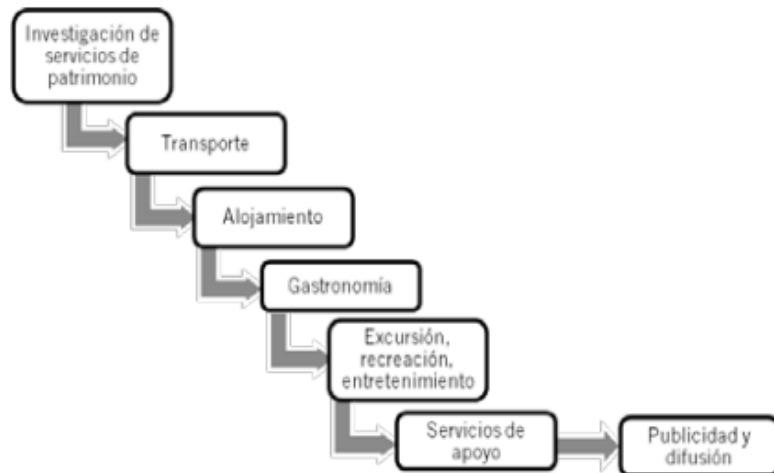 Investigación de
servicios de
patrimonio
Transporte
Alojamiento
Gastronomía
Excursión,
recreación,
entretenimiento
Servicios de
apoyo
Publicidad y
difusión